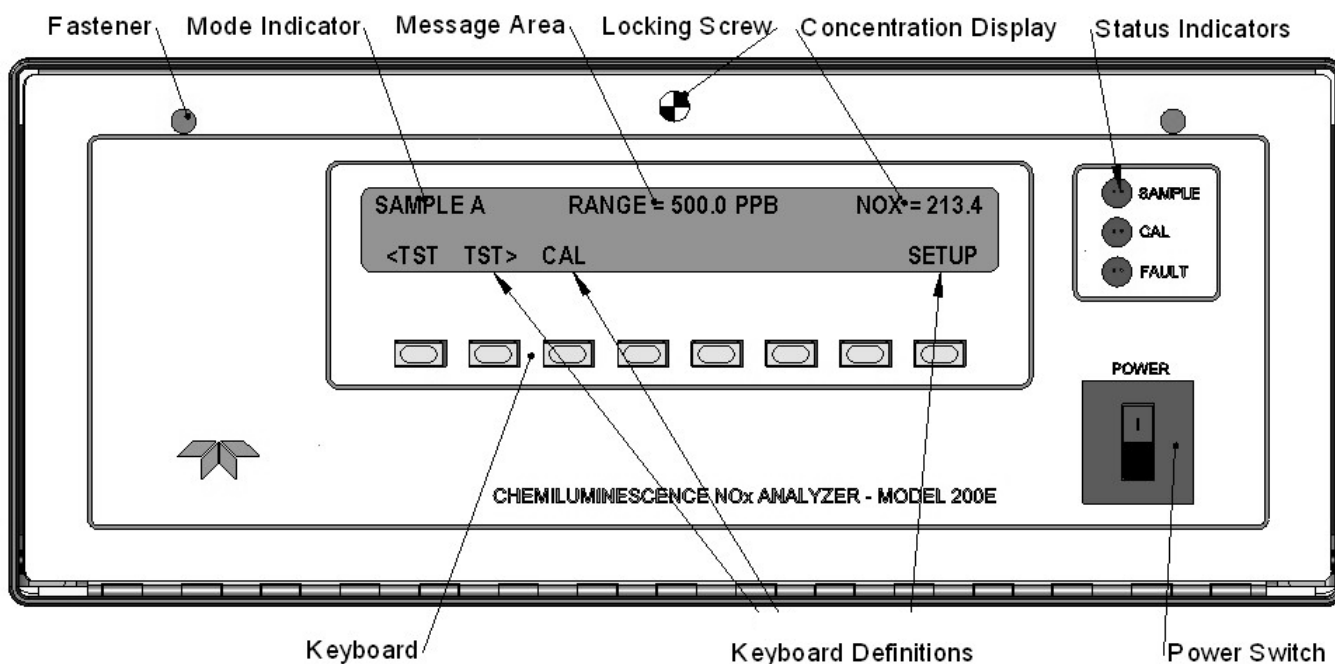 Fastener Mode Indicator Message Area Locking Screw Concentration Display Status Indicators
SAMPLE A RANGE = 500.0 PPB NOX = 213.4
<TST TST> CAL SETUP
SAMPLE
CAL
FAULT
POWER
I
CHEMILUMINESCENCE NOx ANALYZER - MODEL 200E
Keyboard Keyboard Definitions Power Switch